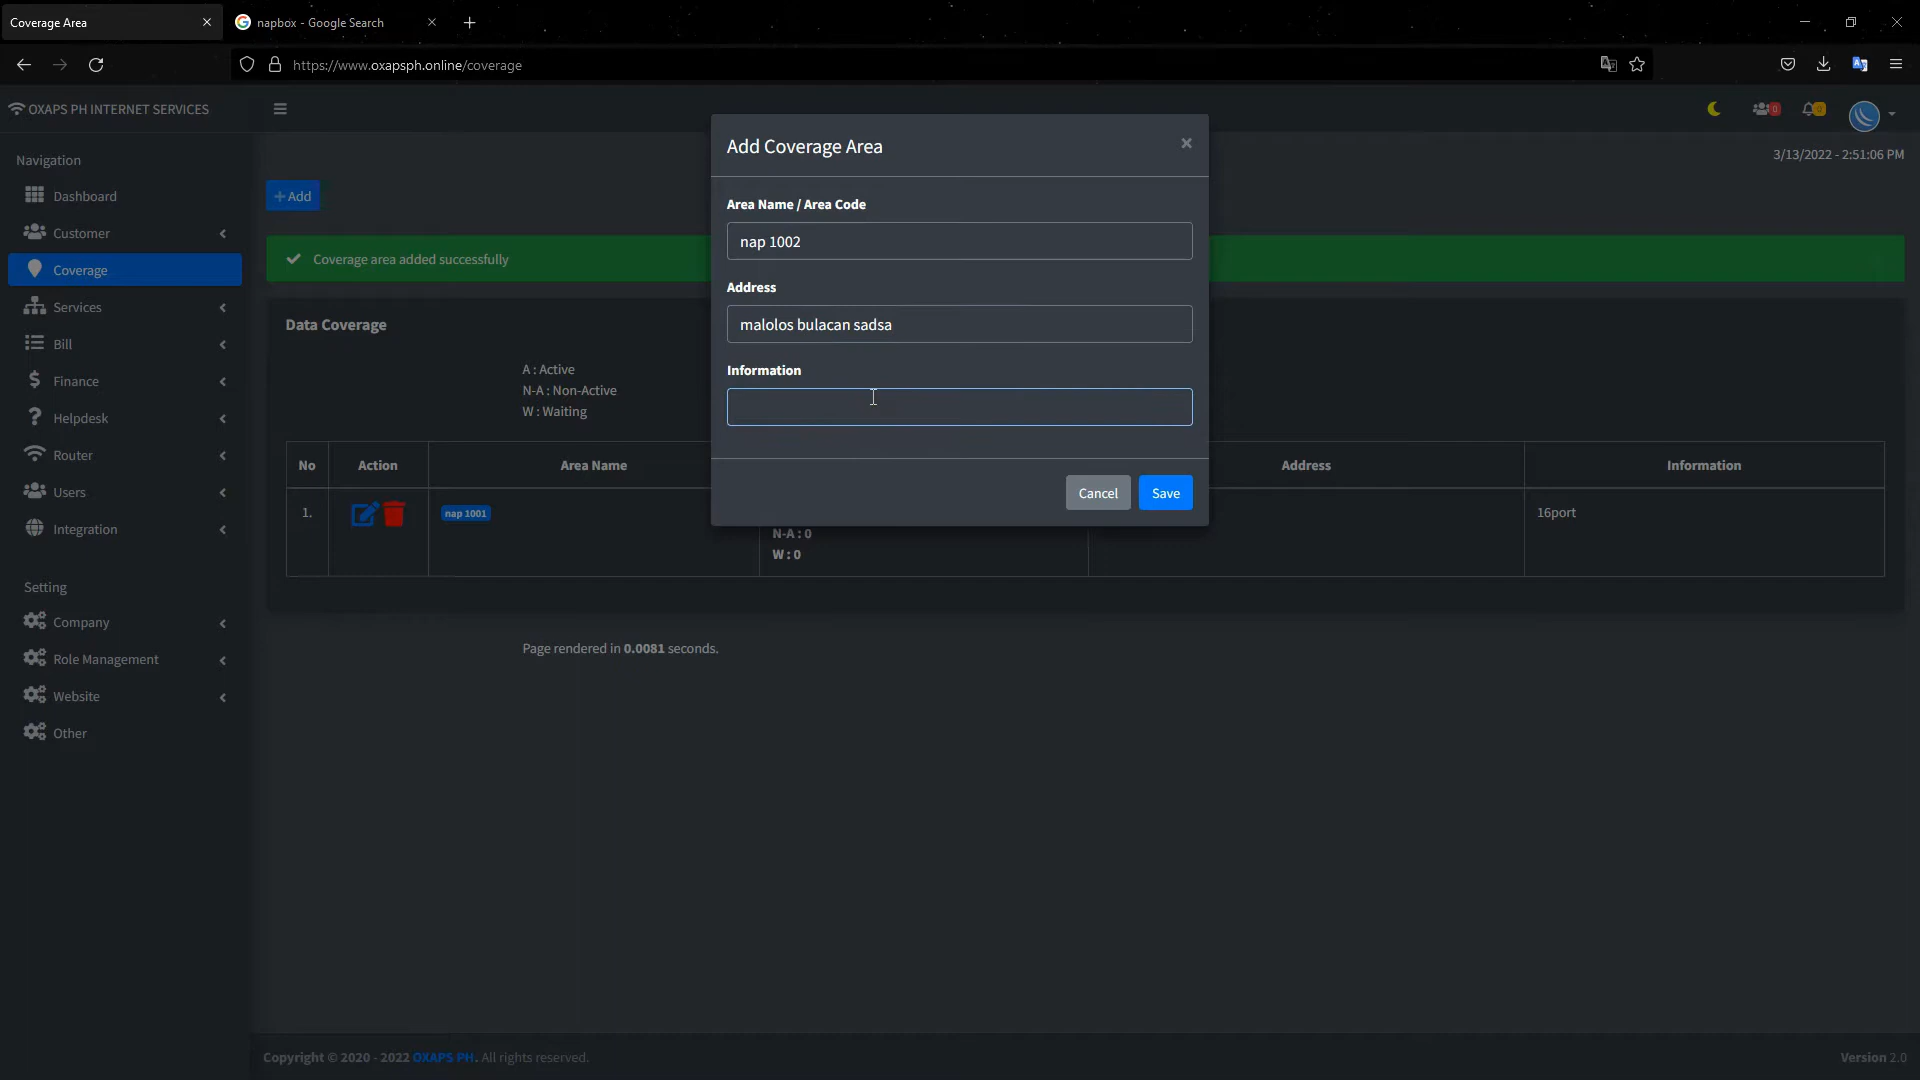 Coverage Area
napbox - Google Search
https://www.oxapsph.online/coverage
OXAPS PH INTERNET SERVICES
0
0
3/13/2022 - 2:51:06 PM
Navigation
Dashboard
Customer
Coverage
Services
Bill
Finance
Helpdesk
Router
Users
Integration
Setting
Company
Role Management
Website
Other
+ Add
Coverage area added successfully
Data Coverage
A : Active
N-A : Non-Active
W : Waiting
No
Action
Area Name
Address
Information
1.
nap 1001
N-A : 0
W : 0
16port
Page rendered in 0.0081 seconds.
Add Coverage Area
×
Area Name / Area Code
nap 1002
Address
malolos bulacan sadsa
Information
Cancel
Save
Copyright © 2020 - 2022 OXAPS PH. All rights reserved.
Version 2.0